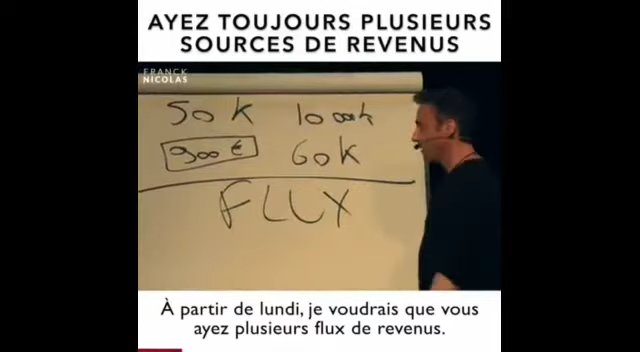 AYEZ TOUJOURS PLUSIEURS
SOURCES DE REVENUS
FRANCK
NICOLAS
50 K
100 k
900 €
60 K
FLUX
À partir de lundi, je voudrais que vous
ayez plusieurs flux de revenus.